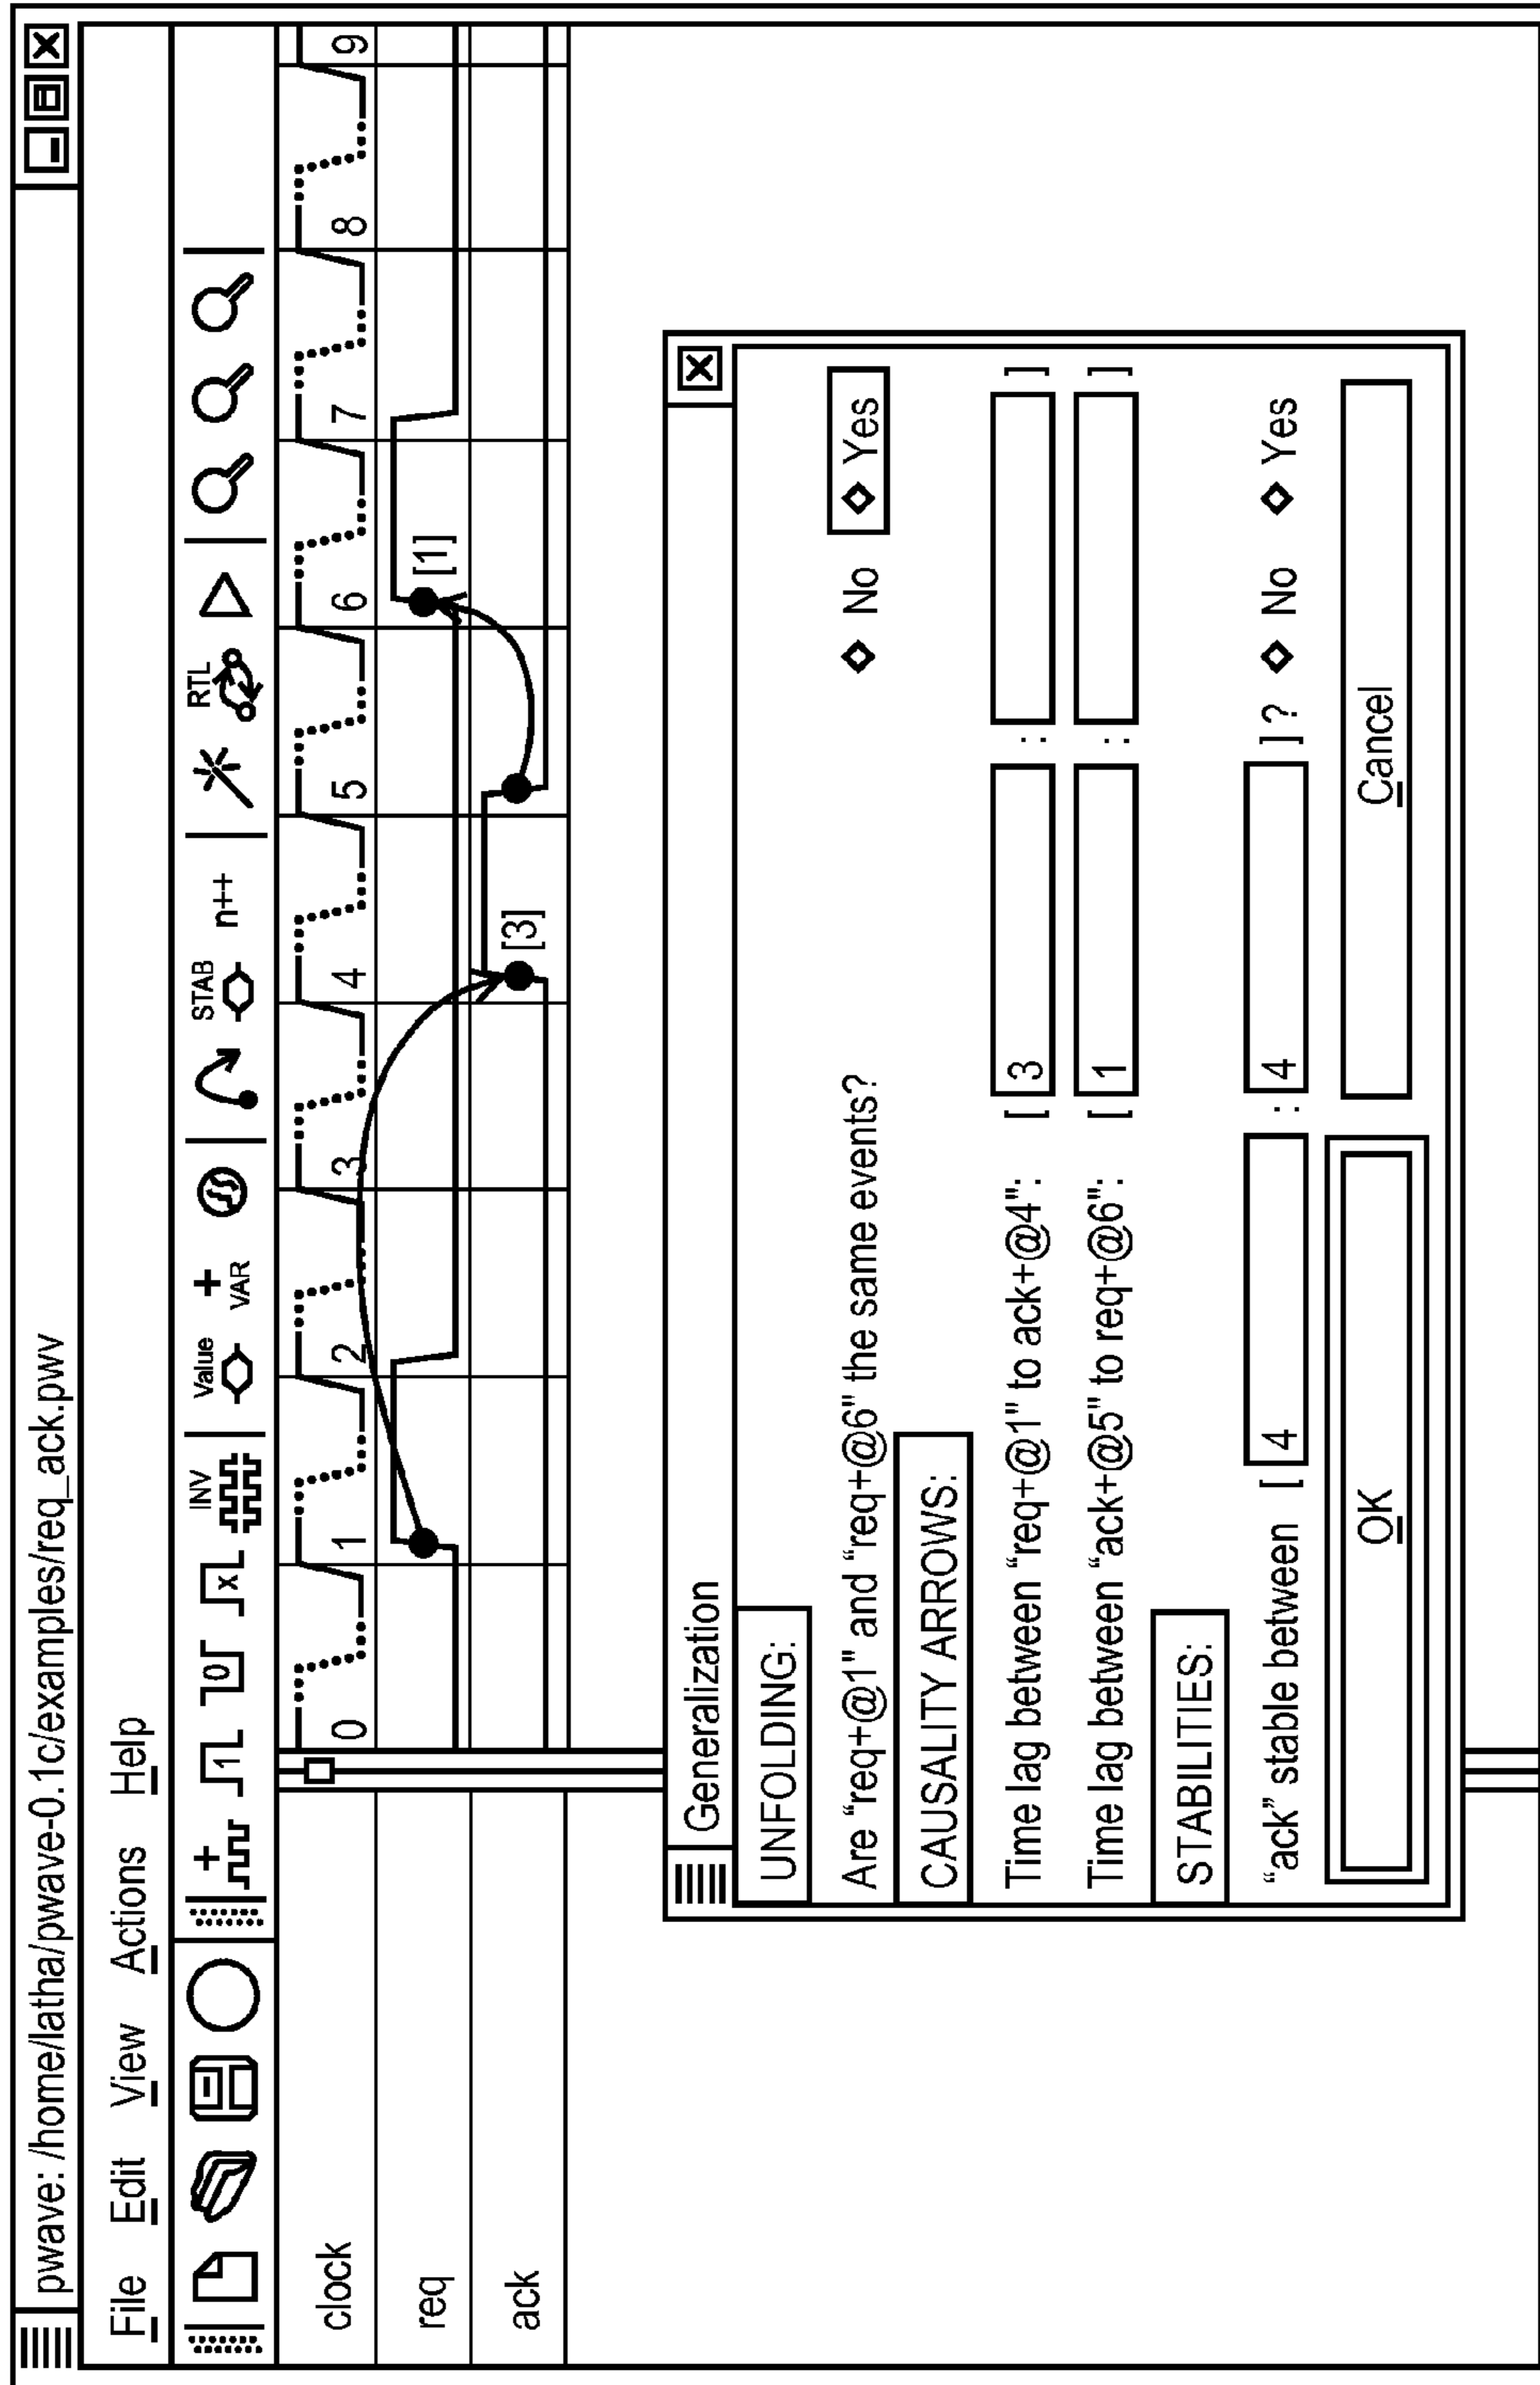 pwave: /home/latha/pwave-0.1c/examples/req_ack.pwv
File Edit View Actions Help
1 0 x INV Value + VAR STAB n++ RTL
clock 0 1 2 3 4 5 6 7 8 9
req [1]
ack [3]
Generalization
UNFOLDING:
Are “req+@1" and “req+@6" the same events? No Yes
CAUSALITY ARROWS:
Time lag between “req+@1" to ack+@4": [ 3 : ]
Time lag between “ack+@5" to req+@6": [ 1 : ]
STABILITIES:
“ack” stable between [ 4 : 4 ]? No Yes
OK Cancel